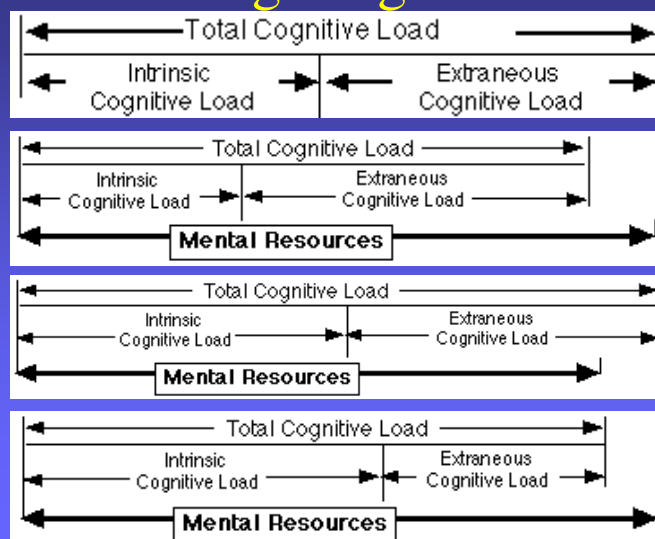 Total Cognitive Load
Intrinsic
Cognitive Load
Extraneous
Cognitive Load
Total Cognitive Load
Intrinsic
Cognitive Load
Extraneous
Cognitive Load
Mental Resources
Total Cognitive Load
Intrinsic
Cognitive Load
Extraneous
Cognitive Load
Mental Resources
Total Cognitive Load
Intrinsic
Cognitive Load
Extraneous
Cognitive Load
Mental Resources